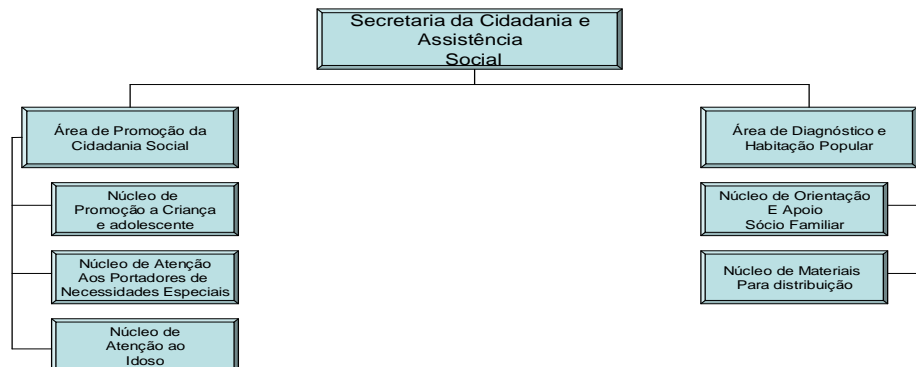 Secretaria da Cidadania e
Assistência
Social
Área de Promoção da
Cidadania Social
Núcleo de
Promoção a Criança
e adolescente
Núcleo de Atenção
Aos Portadores de
Necessidades Especiais
Núcleo de
Atenção ao
Idoso
Área de Diagnóstico e
Habitação Popular
Núcleo de Orientação
E Apoio
Sócio Familiar
Núcleo de Materiais
Para distribuição